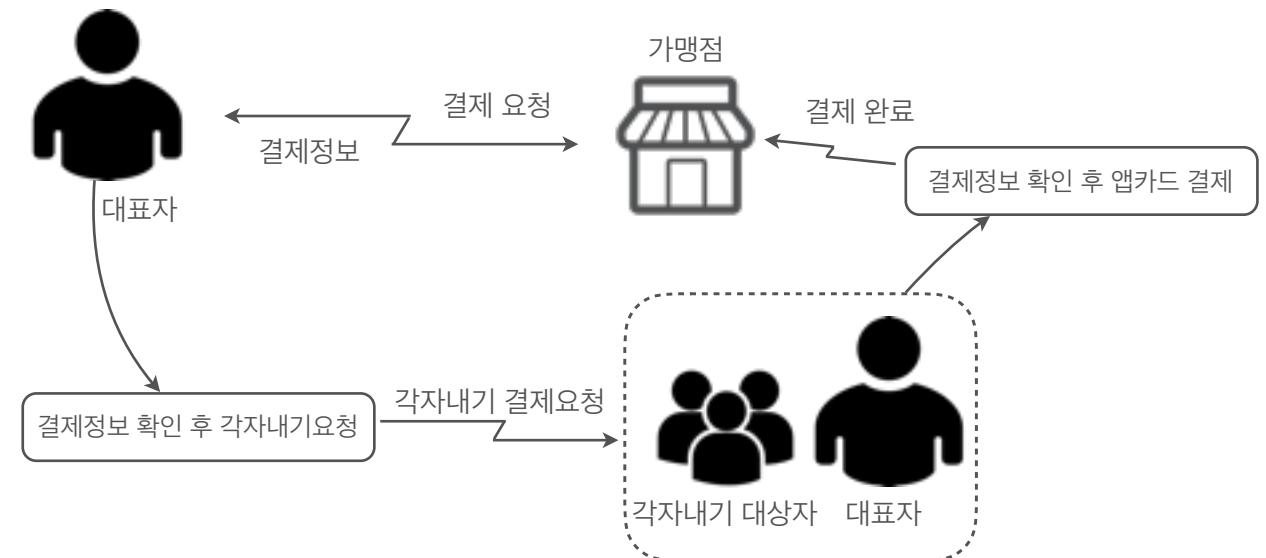 가맹점
결제 요청
결제 완료
결제정보
결제정보 확인 후 앱카드 결제
대표자
각자내기 결제요청
결제정보 확인 후 각자내기요청
각자내기 대상자
대표자